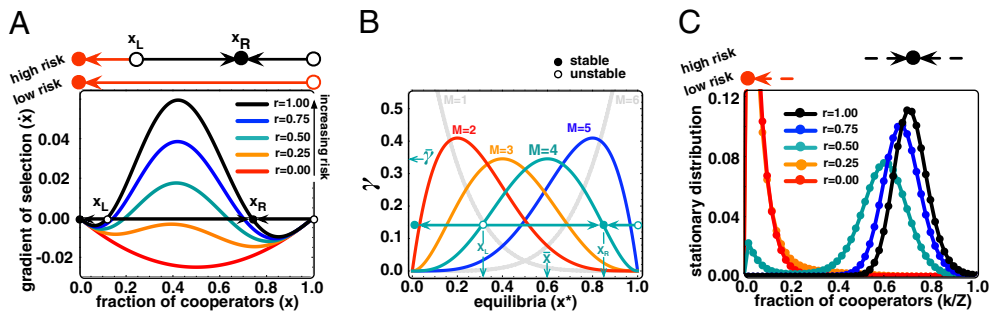 A
x_L
x_R
high risk
low risk
gradient of selection (ẋ)
0.04
0.02
0.00
-0.02
r=1.00
r=0.75
r=0.50
r=0.25
r=0.00
increasing risk
x_L
x_R
0.0
0.2
0.4
0.6
0.8
1.0
fraction of cooperators (x)
B
stable
unstable
γ
0.5
0.4
0.3
0.2
0.1
0.0
M=1
M=2
M=3
M=4
M=5
M=6
γ̅
x_L
x̅
x_R
0.0
0.2
0.4
0.6
0.8
1.0
equilibria (x*)
C
high risk
low risk
stationary distribution
0.12
0.08
0.04
0.00
r=1.00
r=0.75
r=0.50
r=0.25
r=0.00
0.0
0.2
0.4
0.6
0.8
1.0
fraction of cooperators (k/Z)